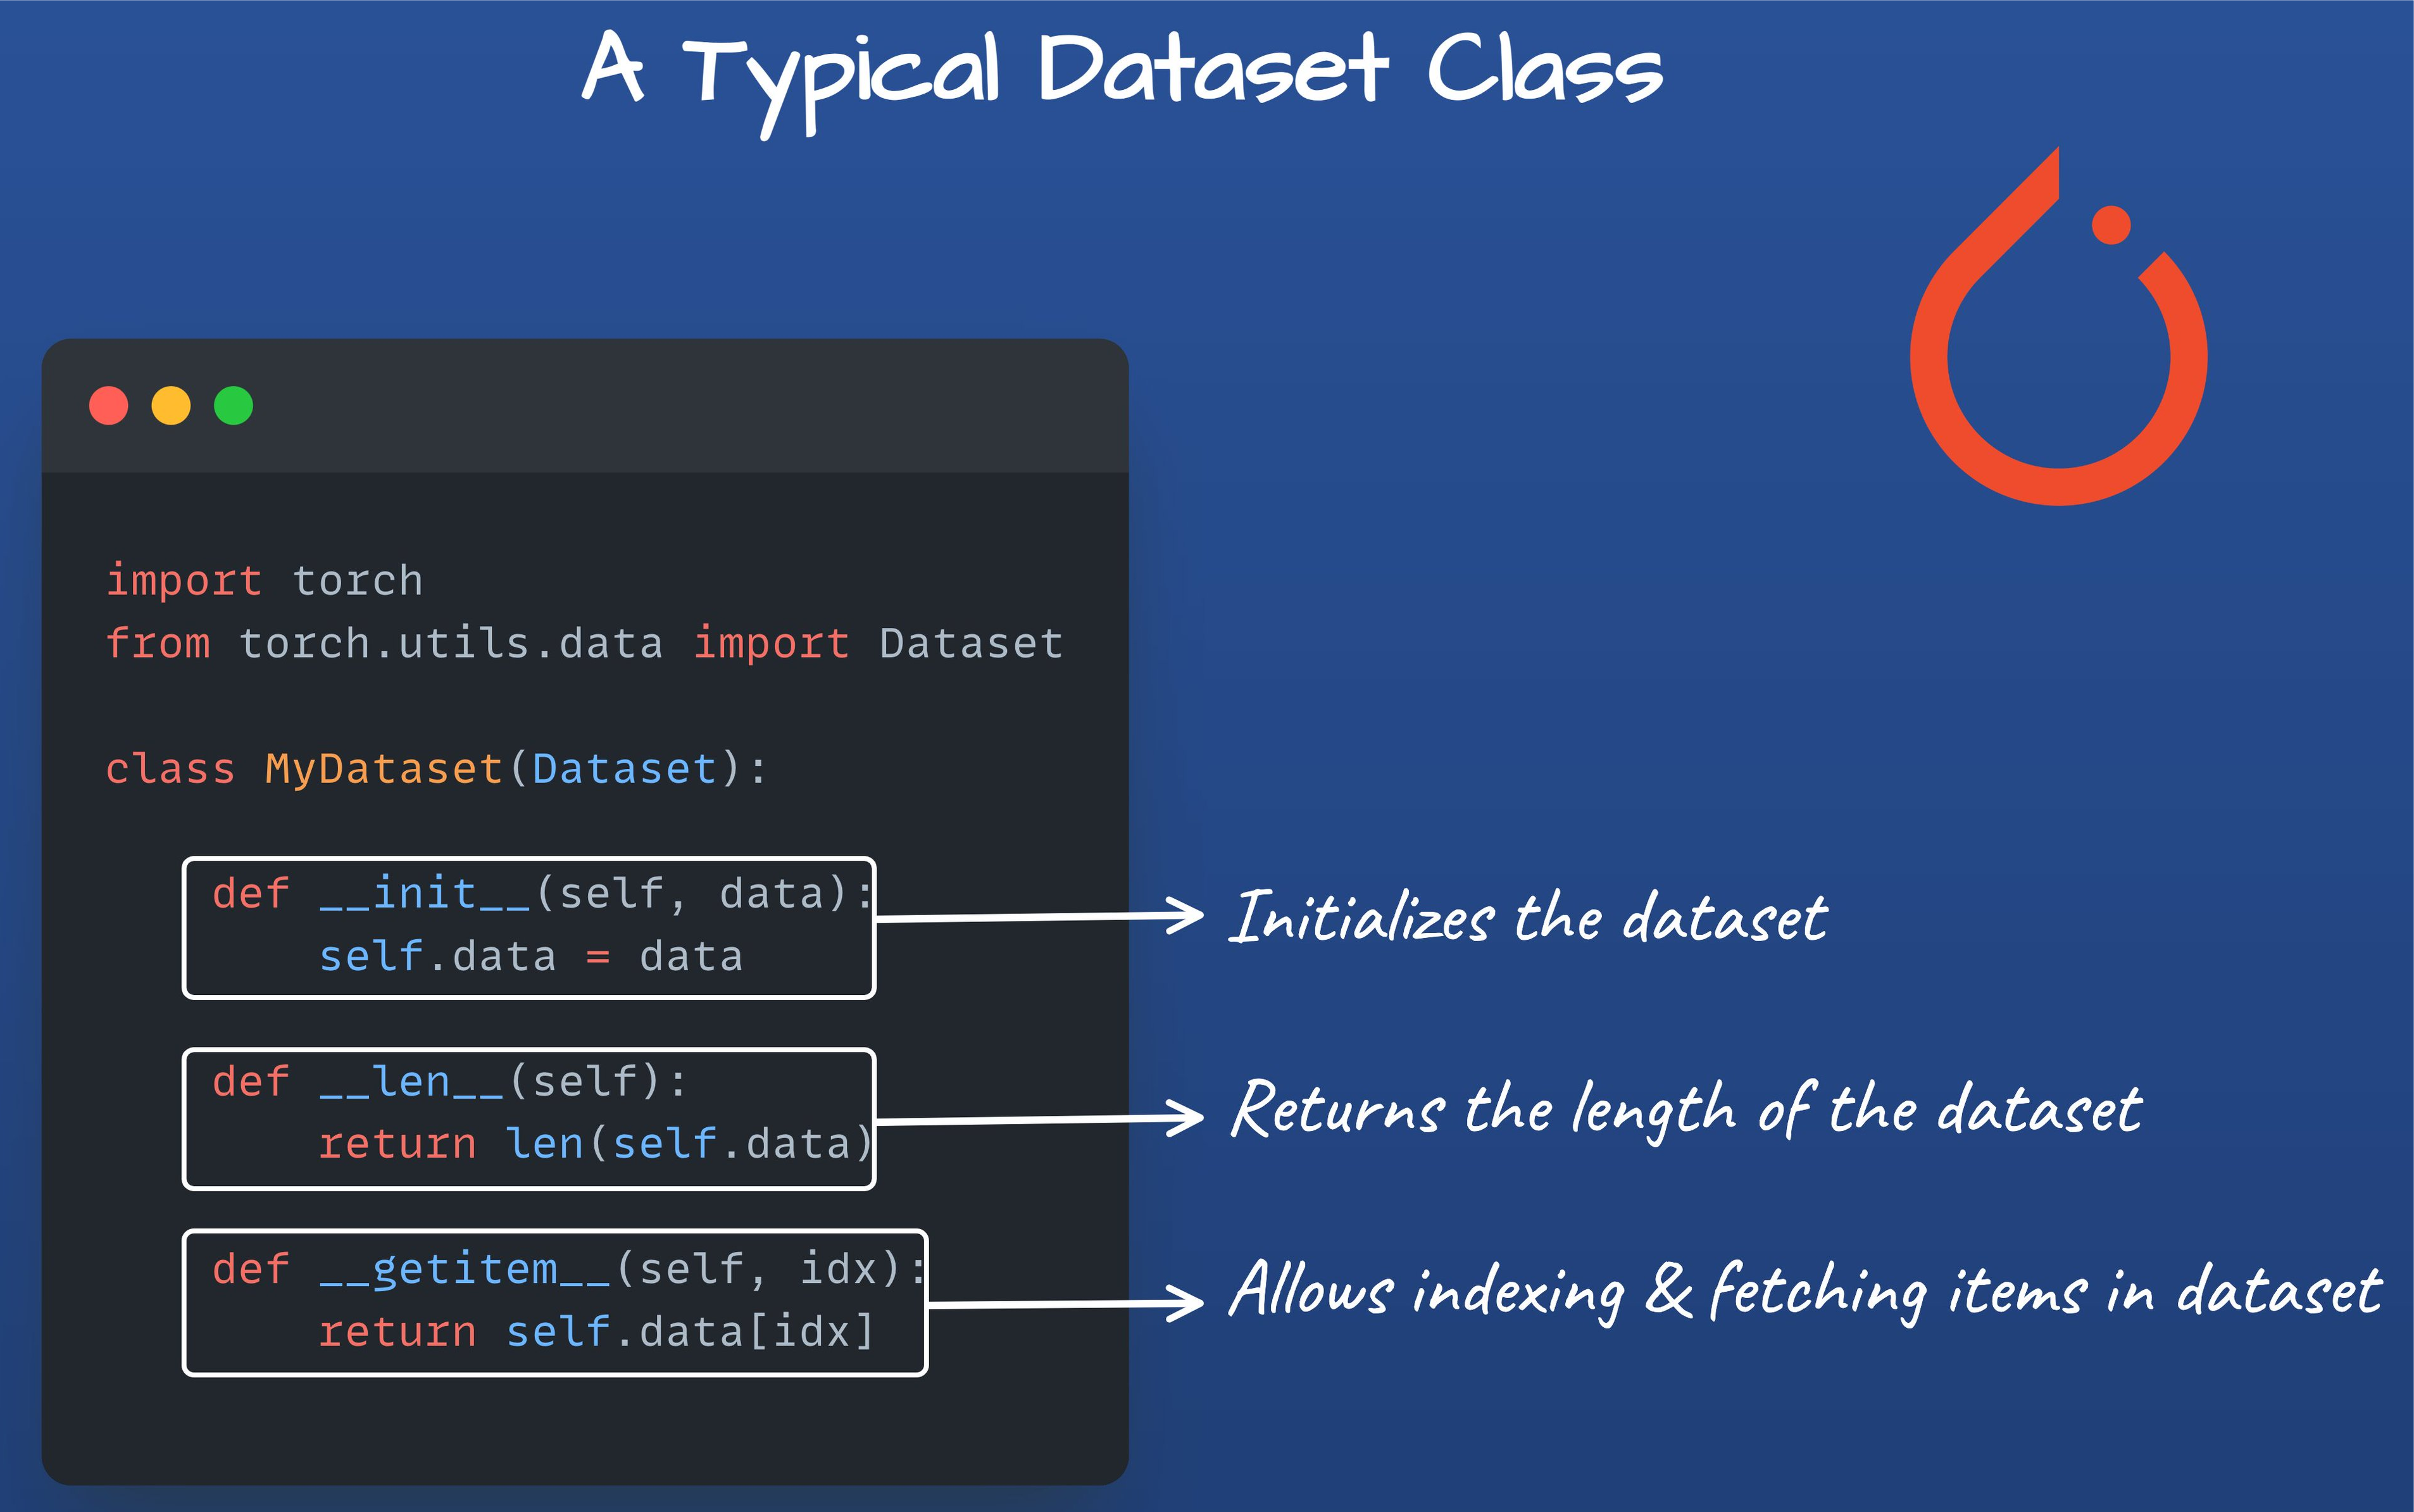 A Typical Dataset Class
import torch
from torch.utils.data import Dataset
class MyDataset(Dataset):
def __init__(self, data):
self.data = data
Initializes the dataset
def __len__(self):
return len(self.data)
Returns the length of the dataset
def __getitem__(self, idx):
return self.data[idx]
Allows indexing & fetching items in dataset